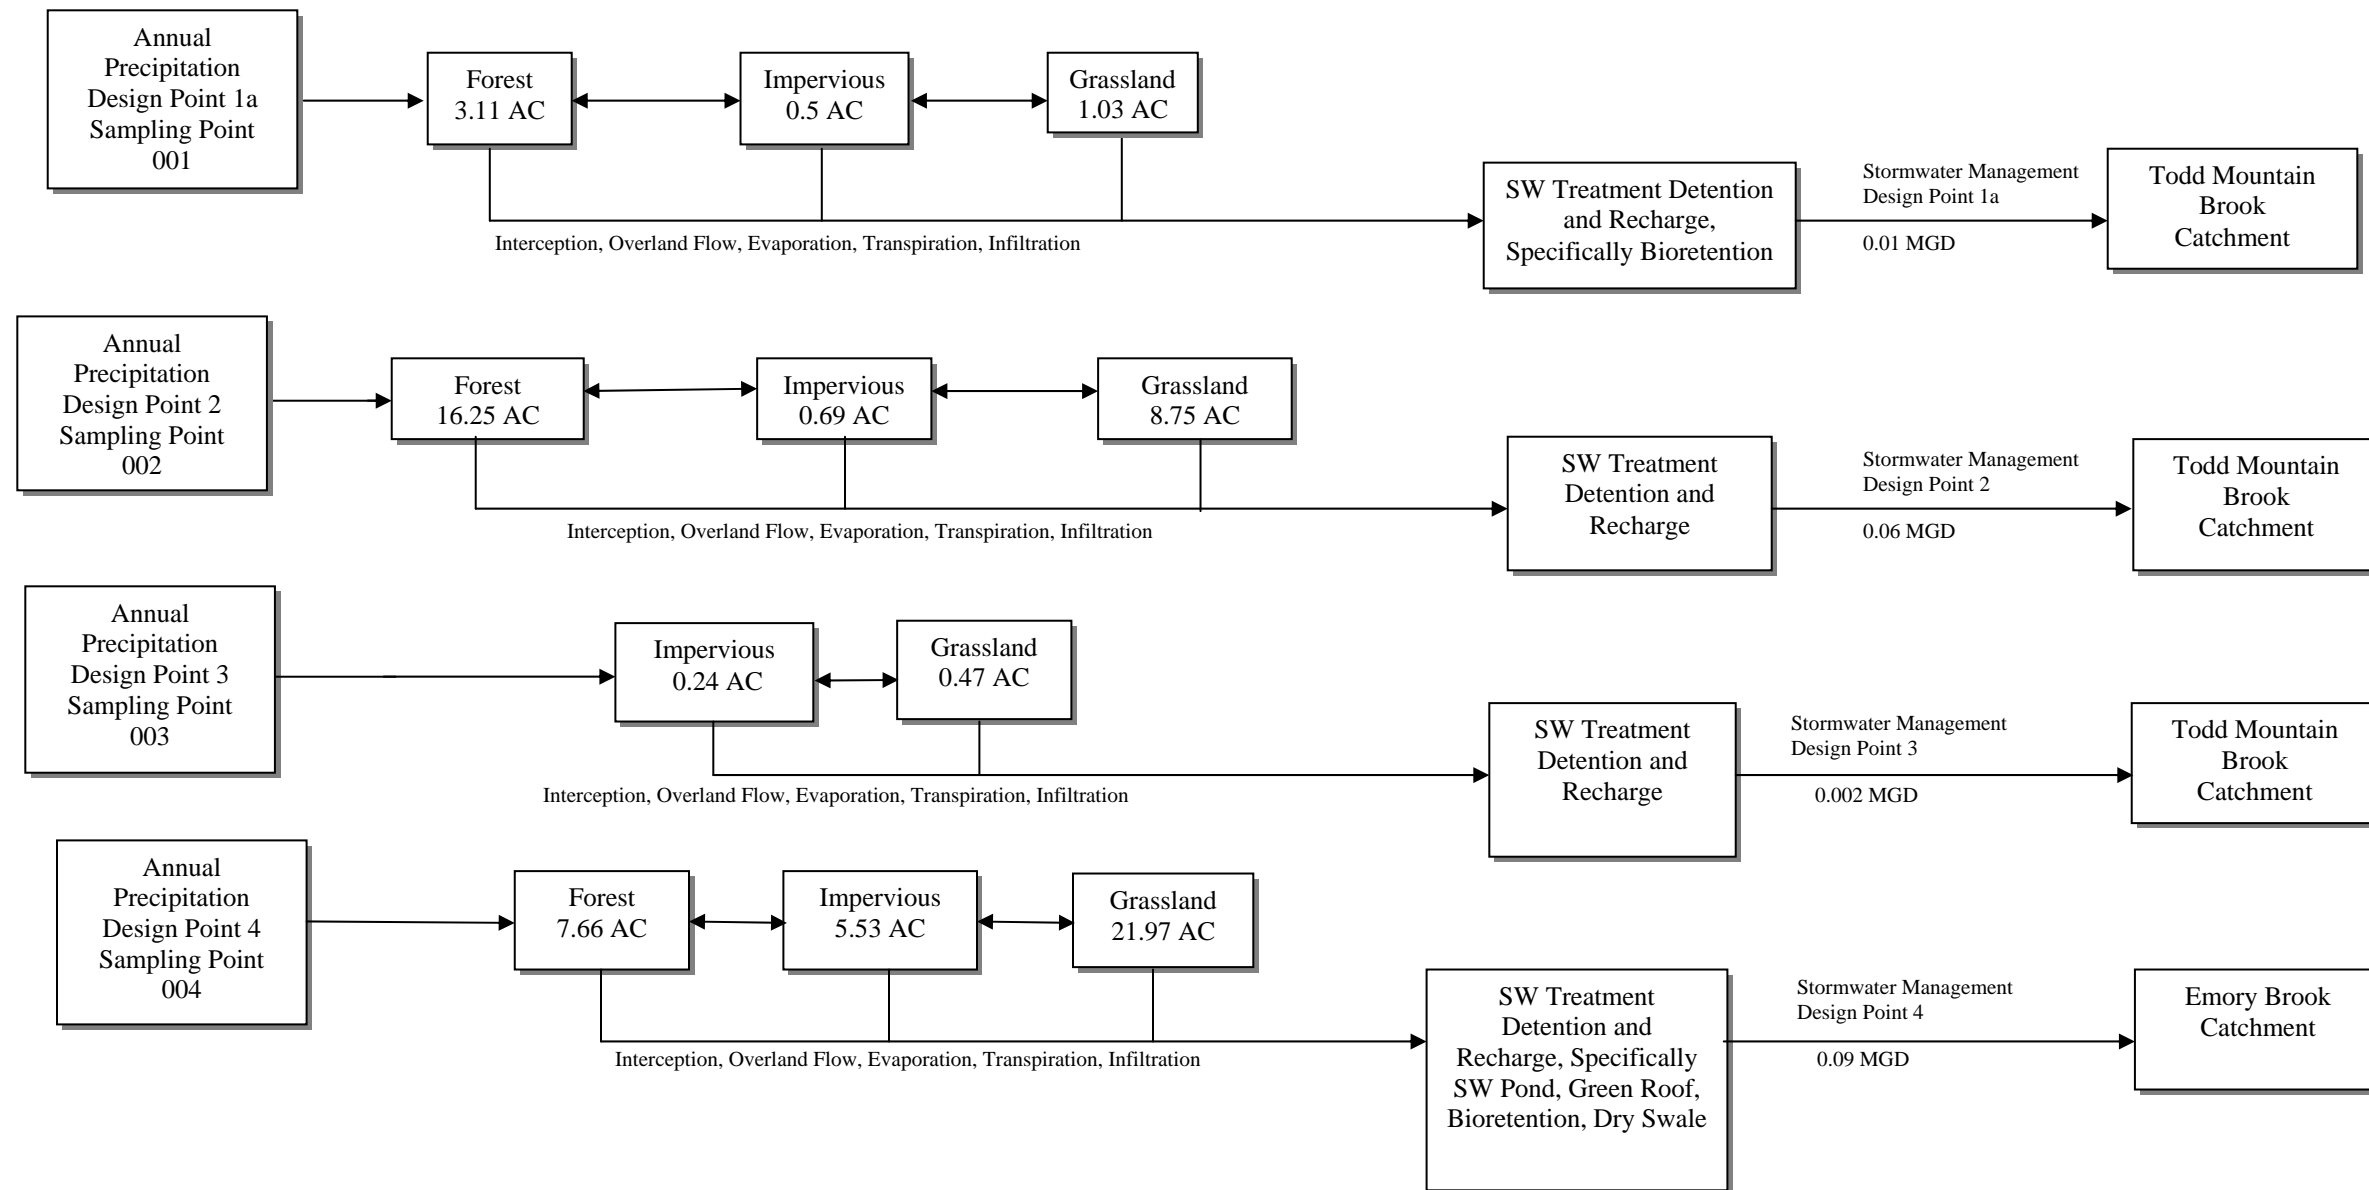 Annual
Precipitation
Design Point 1a
Sampling Point
001
Forest
3.11 AC
Impervious
0.5 AC
Grassland
1.03 AC
Interception, Overland Flow, Evaporation, Transpiration, Infiltration
SW Treatment Detention
and Recharge,
Specifically Bioretention
Stormwater Management
Design Point 1a
0.01 MGD
Todd Mountain
Brook
Catchment
Annual
Precipitation
Design Point 2
Sampling Point
002
Forest
16.25 AC
Impervious
0.69 AC
Grassland
8.75 AC
Interception, Overland Flow, Evaporation, Transpiration, Infiltration
SW Treatment
Detention and
Recharge
Stormwater Management
Design Point 2
0.06 MGD
Todd Mountain
Brook
Catchment
Annual
Precipitation
Design Point 3
Sampling Point
003
Impervious
0.24 AC
Grassland
0.47 AC
Interception, Overland Flow, Evaporation, Transpiration, Infiltration
SW Treatment
Detention and
Recharge
Stormwater Management
Design Point 3
0.002 MGD
Todd Mountain
Brook
Catchment
Annual
Precipitation
Design Point 4
Sampling Point
004
Forest
7.66 AC
Impervious
5.53 AC
Grassland
21.97 AC
Interception, Overland Flow, Evaporation, Transpiration, Infiltration
SW Treatment
Detention and
Recharge, Specifically
SW Pond, Green Roof,
Bioretention, Dry Swale
Stormwater Management
Design Point 4
0.09 MGD
Emory Brook
Catchment